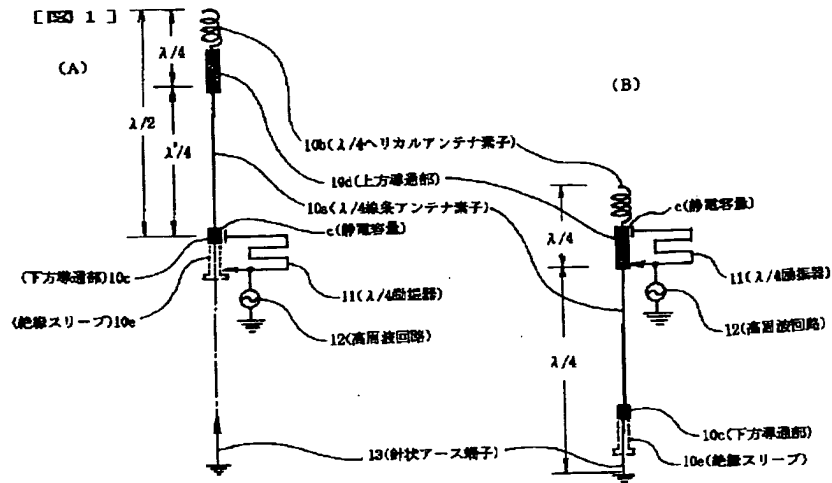 [図 1]
(A)
(B)
λ/4
λ/2
λ/4
10b(λ/4ヘリカルアンテナ素子)
10d(上方導通部)
10a(λ/4線条アンテナ素子)
c(静電容量)
(下方導通部)10c
(絶縁スリーブ)10e
11(λ/4励振器)
12(高周波回路)
13(針状アース端子)
c(静電容量)
λ/4
11(λ/4励振器)
12(高周波回路)
λ/4
10c(下方導通部)
10e(絶縁スリーブ)